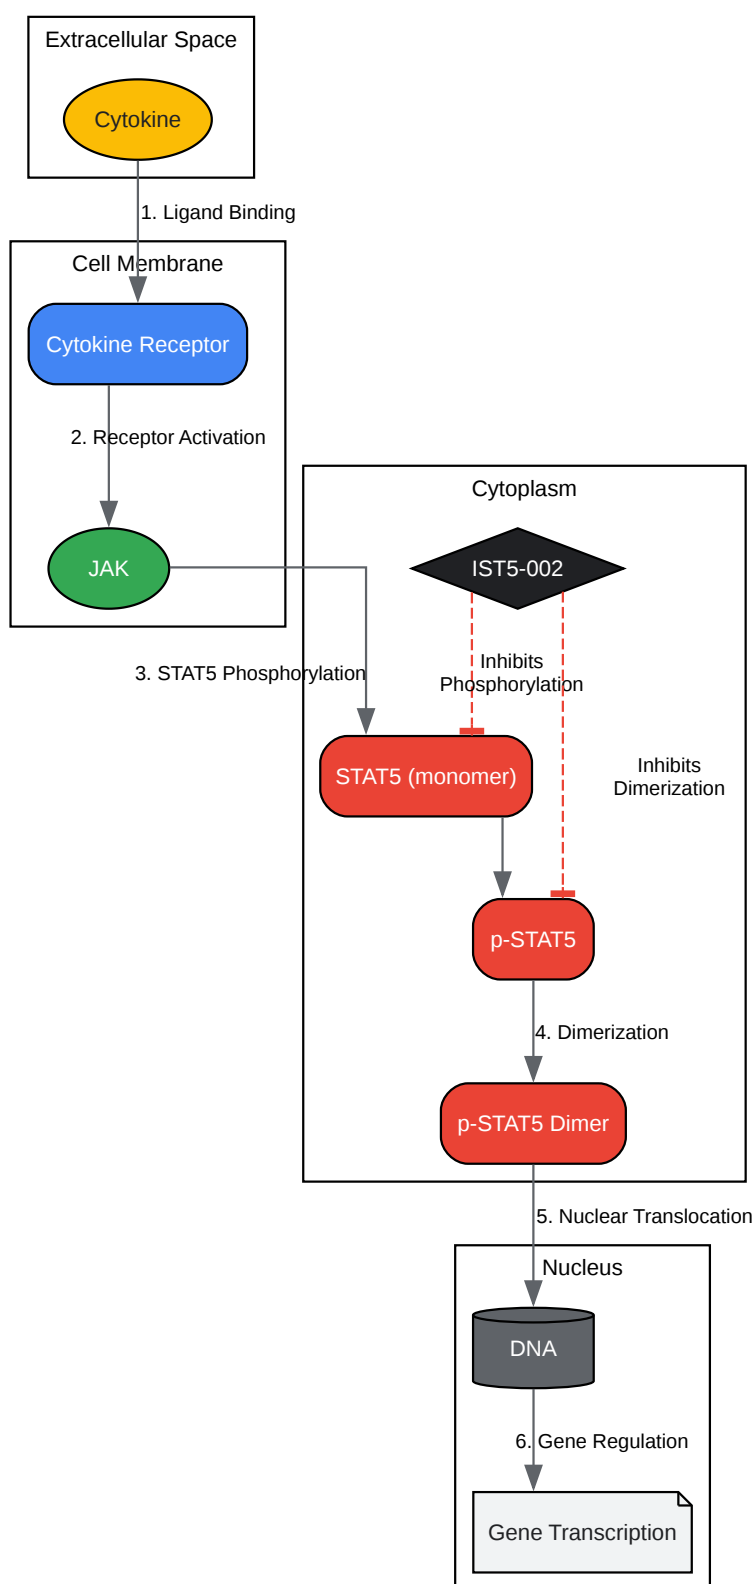 Extracellular Space
Cytokine
1. Ligand Binding
Cell Membrane
Cytokine Receptor
2. Receptor Activation
JAK
Cytoplasm
IST5-002
3. STAT5 Phosphorylation
Inhibits
Phosphorylation
STAT5 (monomer)
Inhibits
Dimerization
p-STAT5
4. Dimerization
p-STAT5 Dimer
5. Nuclear Translocation
Nucleus
DNA
6. Gene Regulation
Gene Transcription